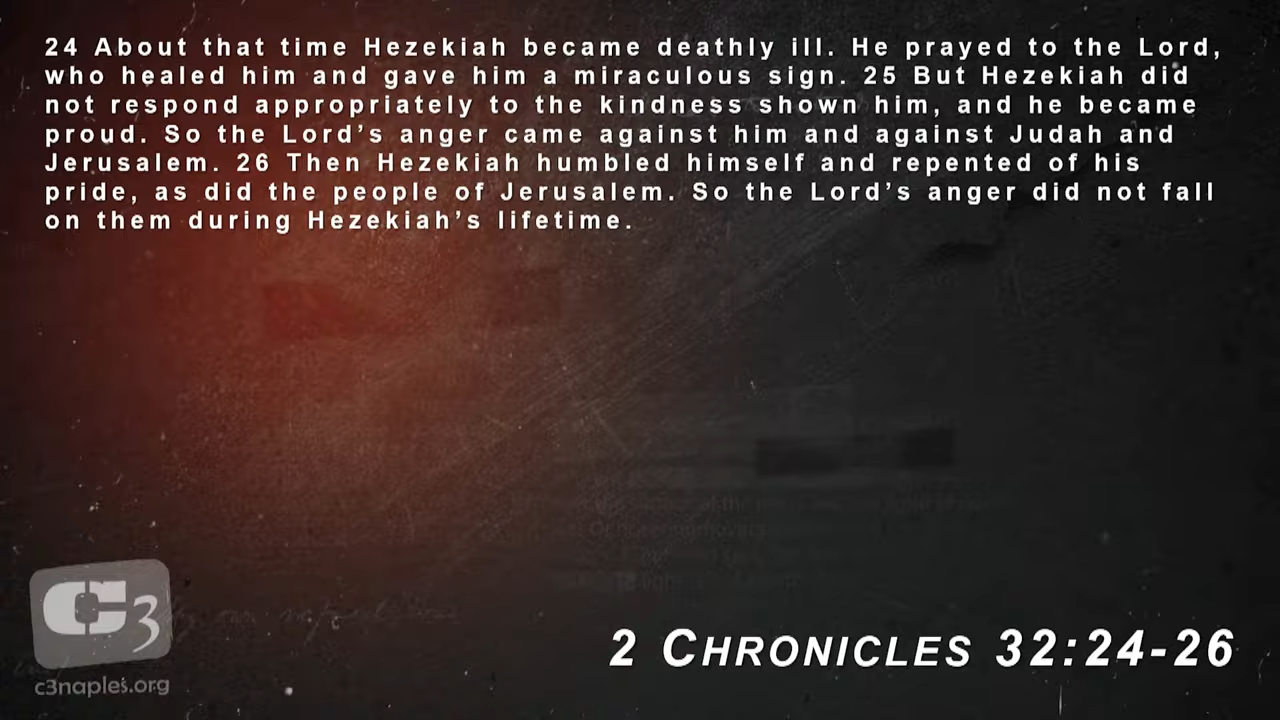 24 About that time Hezekiah became deathly ill. He prayed to the Lord,
who healed him and gave him a miraculous sign. 25 But Hezekiah did
not respond appropriately to the kindness shown him, and he became
proud. So the Lord’s anger came against him and against Judah and
Jerusalem. 26 Then Hezekiah humbled himself and repented of his
pride, as did the people of Jerusalem. So the Lord’s anger did not fall
on them during Hezekiah’s lifetime.
C3
c3naples.org
2 CHRONICLES 32:24-26